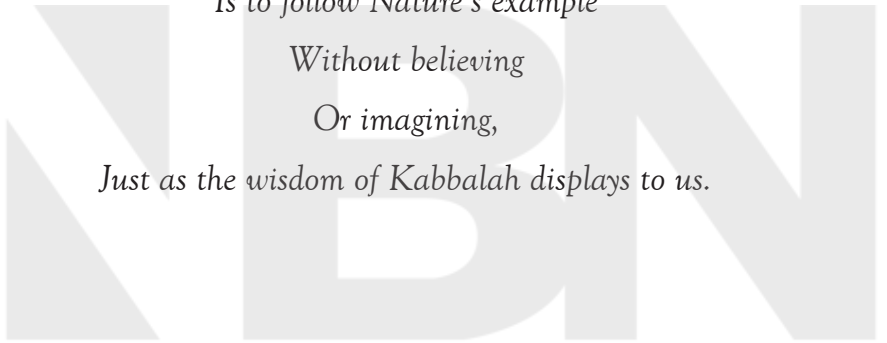 Is to follow Nature's example
Without believing
Or imagining,
Just as the wisdom of Kabbalah displays to us.
NBN